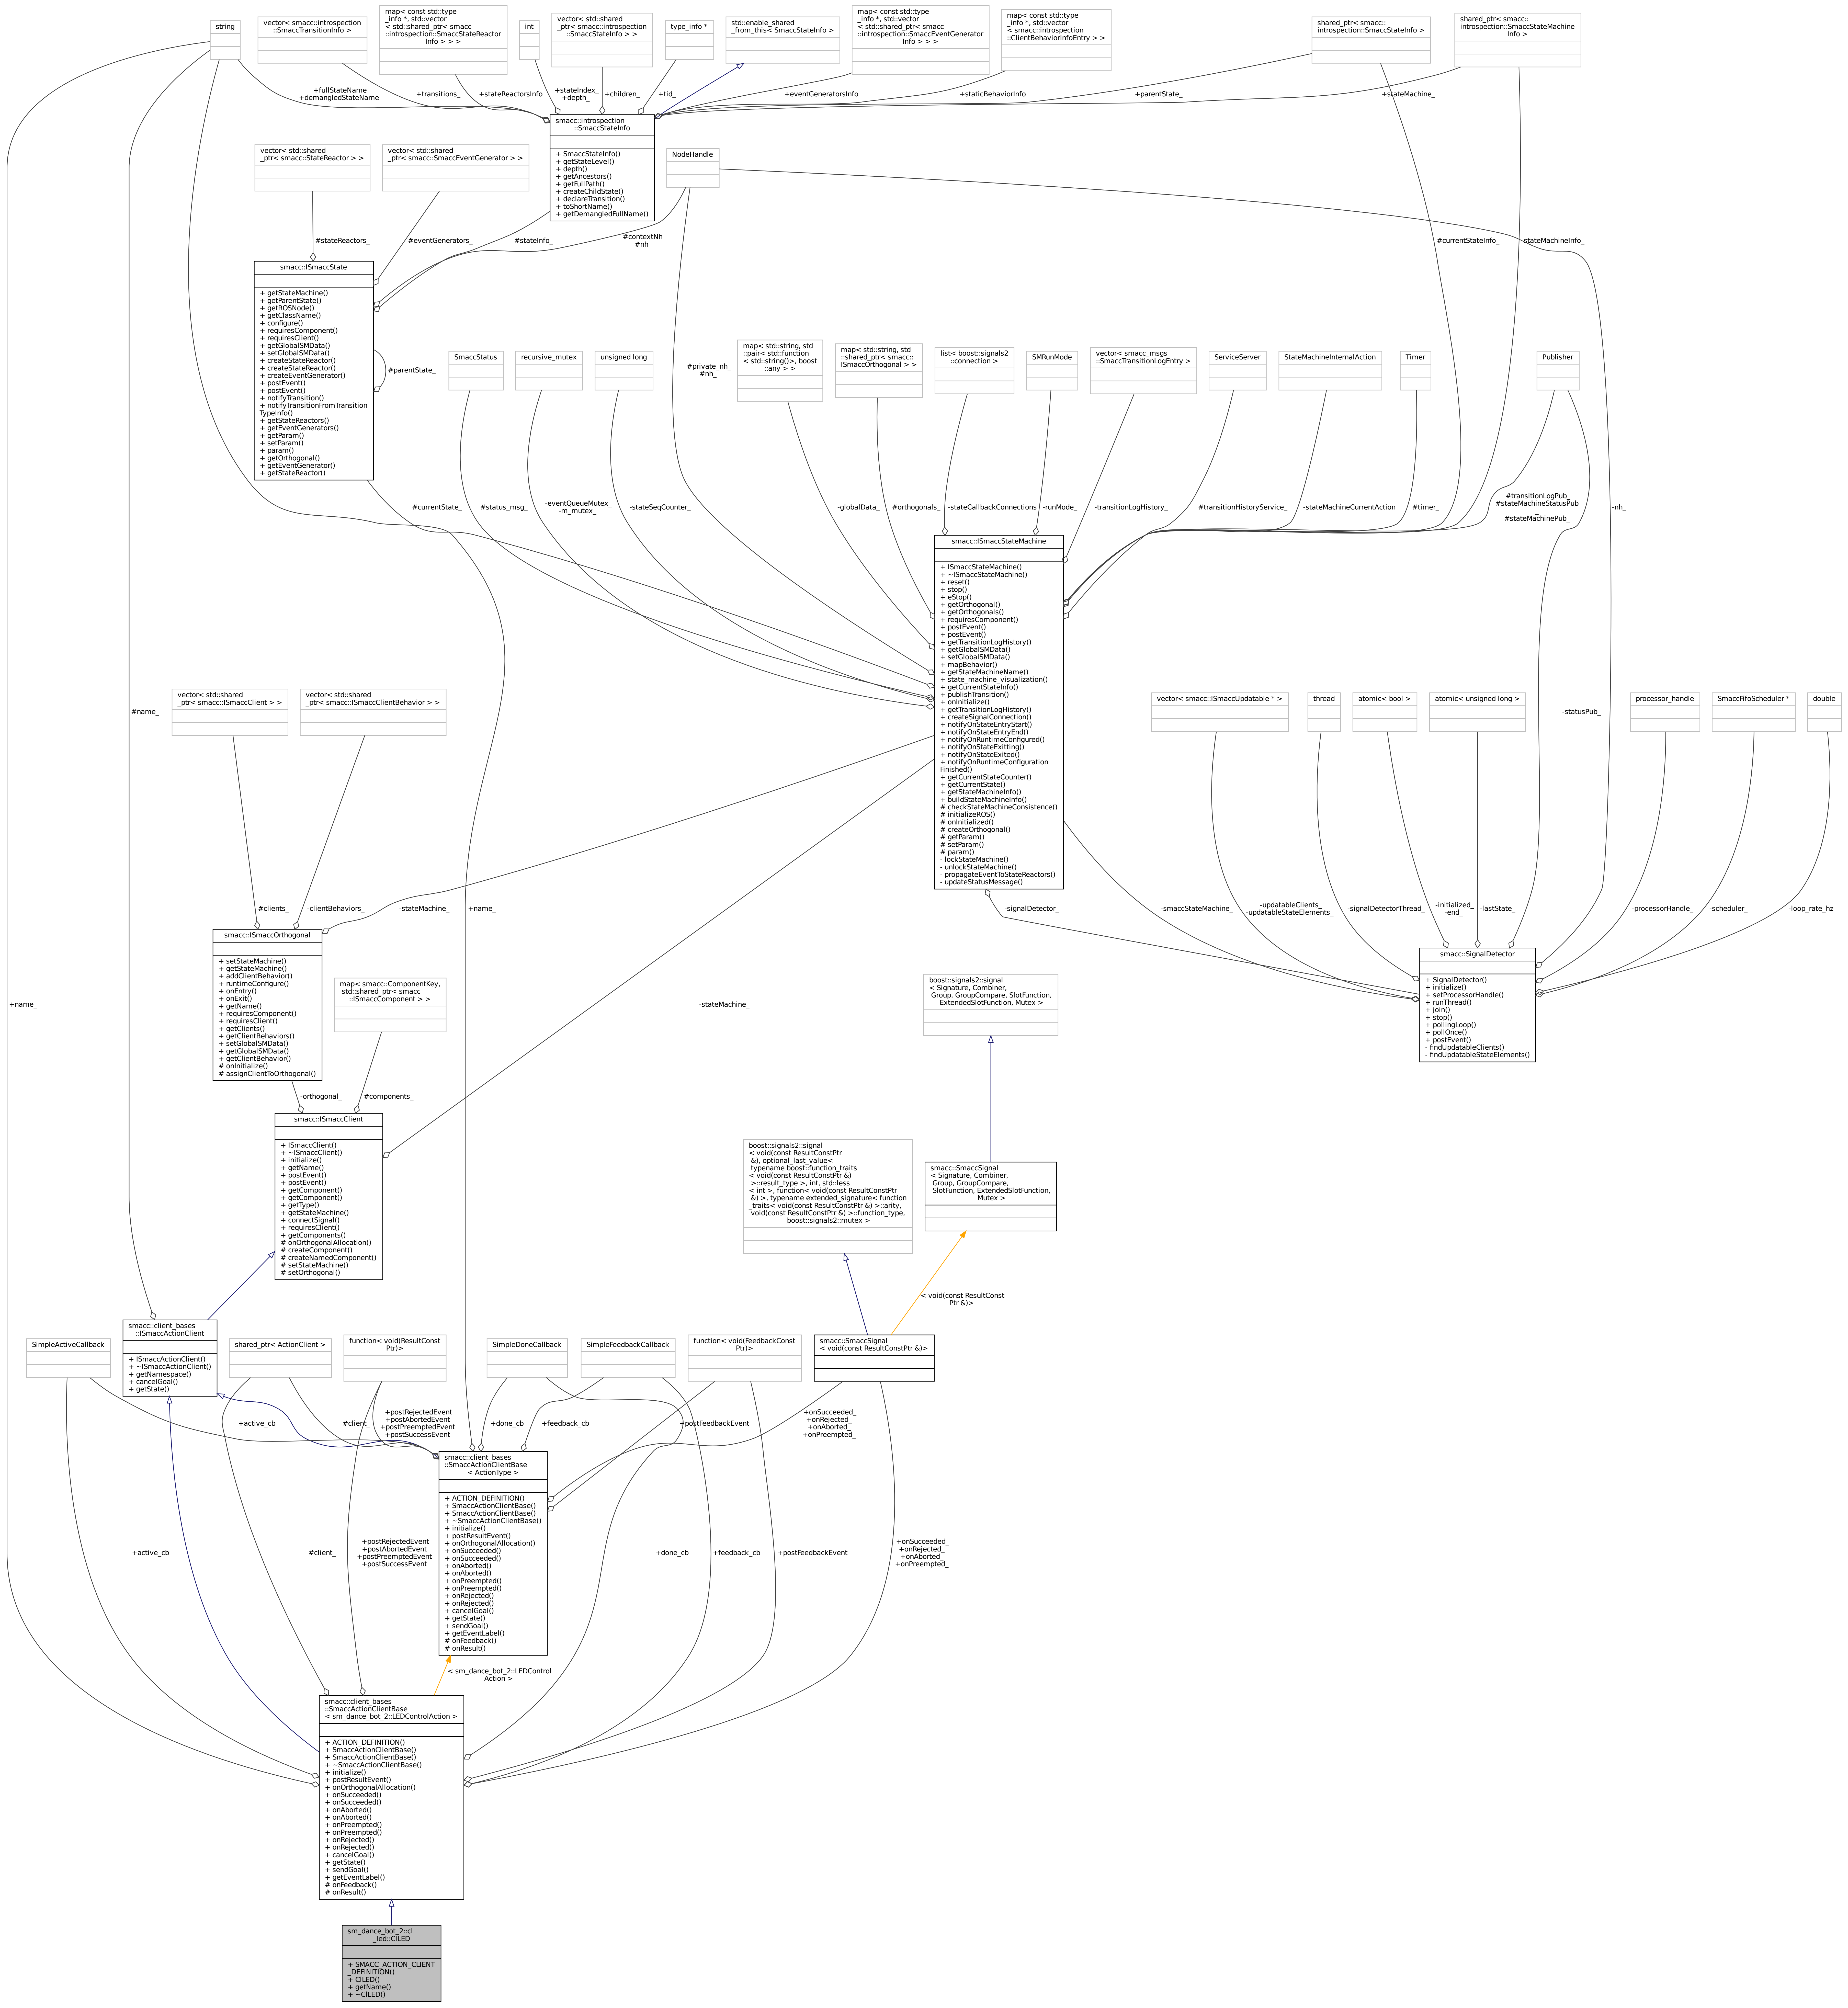 string
vector< smacc::introspection
::SmaccTransitionInfo >
map< const std::type
_info *, std::vector
< std::shared_ptr< smacc
::introspection::SmaccStateReactor
Info > > >
int
vector< std::shared
_ptr< smacc::introspection
::SmaccStateInfo > >
type_info *
std::enable_shared
_from_this< SmaccStateInfo >
map< const std::type
_info *, std::vector
< std::shared_ptr< smacc
::introspection::SmaccEventGenerator
Info > > >
map< const std::type
_info *, std::vector
< smacc::introspection
::ClientBehaviorInfoEntry > >
shared_ptr< smacc::
introspection::SmaccStateInfo >
shared_ptr< smacc::
introspection::SmaccStateMachine
Info >
+fullStateName
+demangledStateName
+transitions_
+stateReactorsInfo
+stateIndex_
+depth_
+children_
+tid_
+eventGeneratorsInfo
+staticBehaviorInfo
+parentState_
+stateMachine_
smacc::introspection
::SmaccStateInfo
+ SmaccStateInfo()
+ getStateLevel()
+ depth()
+ getAncestors()
+ getFullPath()
+ createChildState()
+ declareTransition()
+ toShortName()
+ getDemangledFullName()
vector< std::shared
_ptr< smacc::StateReactor > >
vector< std::shared
_ptr< smacc::SmaccEventGenerator > >
NodeHandle
#stateReactors_
#eventGenerators_
#stateInfo_
#contextNh
#nh
#currentStateInfo_
stateMachineInfo_
smacc::ISmaccState
+ getStateMachine()
+ getParentState()
+ getROSNode()
+ getClassName()
+ configure()
+ requiresComponent()
+ requiresClient()
+ getGlobalSMData()
+ setGlobalSMData()
+ createStateReactor()
+ createStateReactor()
+ createEventGenerator()
+ postEvent()
+ postEvent()
+ notifyTransition()
+ notifyTransitionFromTransition
TypeInfo()
+ getStateReactors()
+ getEventGenerators()
+ getParam()
+ setParam()
+ param()
+ getOrthogonal()
+ getEventGenerator()
+ getStateReactor()
#parentState_
SmaccStatus
recursive_mutex
unsigned long
#private_nh_
#nh_
map< std::string, std
::pair< std::function
< std::string()>, boost
::any > >
map< std::string, std
::shared_ptr< smacc::
ISmaccOrthogonal > >
list< boost::signals2
::connection >
SMRunMode
vector< smacc_msgs
::SmaccTransitionLogEntry >
ServiceServer
StateMachineInternalAction
Timer
Publisher
#currentState_
#status_msg_
-eventQueueMutex_
-m_mutex_
-stateSeqCounter_
-globalData_
#orthogonals_
-stateCallbackConnections
-runMode_
-transitionLogHistory_
#transitionHistoryService_
-stateMachineCurrentAction
#timer_
#transitionLogPub_
#stateMachineStatusPub
_
#stateMachinePub_
-nh_
smacc::ISmaccStateMachine
+ ISmaccStateMachine()
+ ~ISmaccStateMachine()
+ reset()
+ stop()
+ eStop()
+ getOrthogonal()
+ getOrthogonals()
+ requiresComponent()
+ postEvent()
+ postEvent()
+ getTransitionLogHistory()
+ getGlobalSMData()
+ setGlobalSMData()
+ mapBehavior()
+ getStateMachineName()
+ state_machine_visualization()
+ getCurrentStateInfo()
+ publishTransition()
+ onInitialize()
+ getTransitionLogHistory()
+ createSignalConnection()
+ notifyOnStateEntryStart()
+ notifyOnStateEntryEnd()
+ notifyOnRuntimeConfigured()
+ notifyOnStateExitting()
+ notifyOnStateExited()
+ notifyOnRuntimeConfiguration
Finished()
+ getCurrentStateCounter()
+ getCurrentState()
+ getStateMachineInfo()
+ buildStateMachineInfo()
# checkStateMachineConsistence()
# initializeROS()
# onInitialized()
# createOrthogonal()
# getParam()
# setParam()
# param()
- lockStateMachine()
- unlockStateMachine()
- propagateEventToStateReactors()
- updateStatusMessage()
vector< std::shared
_ptr< smacc::ISmaccClient > >
vector< std::shared
_ptr< smacc::ISmaccClientBehavior > >
vector< smacc::ISmaccUpdatable * >
thread
atomic< bool >
atomic< unsigned long >
processor_handle
SmaccFifoScheduler *
double
#name_
-statusPub_
#clients_
-clientBehaviors_
-stateMachine_
+name_
-signalDetector_
-smaccStateMachine_
-updatableClients_
-updatableStateElements_
-signalDetectorThread_
-initialized_
-end_
-lastState_
-processorHandle_
-scheduler_
-loop_rate_hz
smacc::ISmaccOrthogonal
+ setStateMachine()
+ getStateMachine()
+ addClientBehavior()
+ runtimeConfigure()
+ onEntry()
+ onExit()
+ getName()
+ requiresComponent()
+ requiresClient()
+ getClients()
+ getClientBehaviors()
+ setGlobalSMData()
+ getGlobalSMData()
+ getClientBehavior()
# onInitialize()
# assignClientToOrthogonal()
smacc::SignalDetector
+ SignalDetector()
+ initialize()
+ setProcessorHandle()
+ runThread()
+ join()
+ stop()
+ pollingLoop()
+ pollOnce()
+ postEvent()
- findUpdatableClients()
- findUpdatableStateElements()
map< smacc::ComponentKey,
std::shared_ptr< smacc
::ISmaccComponent > >
boost::signals2::signal
< Signature, Combiner,
Group, GroupCompare, SlotFunction,
ExtendedSlotFunction, Mutex >
+name_
-stateMachine_
-orthogonal_
#components_
smacc::ISmaccClient
+ ISmaccClient()
+ ~ISmaccClient()
+ initialize()
+ getName()
+ postEvent()
+ postEvent()
+ getComponent()
+ getComponent()
+ getType()
+ getStateMachine()
+ connectSignal()
+ requiresClient()
+ getComponents()
# onOrthogonalAllocation()
# createComponent()
# createNamedComponent()
# setStateMachine()
# setOrthogonal()
boost::signals2::signal
< void(const ResultConstPtr
&), optional_last_value<
typename boost::function_traits
< void(const ResultConstPtr &)
>::result_type >, int, std::less
< int >, function< void(const ResultConstPtr
&) >, typename extended_signature< function
_traits< void(const ResultConstPtr &) >::arity,
void(const ResultConstPtr &) >::function_type,
boost::signals2::mutex >
smacc::SmaccSignal
< Signature, Combiner,
Group, GroupCompare,
SlotFunction, ExtendedSlotFunction,
Mutex >
< void(const ResultConst
Ptr &)>
smacc::client_bases
::ISmaccActionClient
+ ISmaccActionClient()
+ ~ISmaccActionClient()
+ getNamespace()
+ cancelGoal()
+ getState()
SimpleActiveCallback
shared_ptr< ActionClient >
function< void(ResultConst
Ptr)>
SimpleDoneCallback
SimpleFeedbackCallback
function< void(FeedbackConst
Ptr)>
smacc::SmaccSignal
< void(const ResultConstPtr &)>
+active_cb
#client_
+postRejectedEvent
+postAbortedEvent
+postPreemptedEvent
+postSuccessEvent
+done_cb
+feedback_cb
+postFeedbackEvent
+onSucceeded_
+onRejected_
+onAborted_
+onPreempted_
smacc::client_bases
::SmaccActionClientBase
< ActionType >
+ ACTION_DEFINITION()
+ SmaccActionClientBase()
+ SmaccActionClientBase()
+ ~SmaccActionClientBase()
+ initialize()
+ postResultEvent()
+ onOrthogonalAllocation()
+ onSucceeded()
+ onSucceeded()
+ onAborted()
+ onAborted()
+ onPreempted()
+ onPreempted()
+ onRejected()
+ onRejected()
+ cancelGoal()
+ getState()
+ sendGoal()
+ getEventLabel()
# onFeedback()
# onResult()
+active_cb
#client_
+postRejectedEvent
+postAbortedEvent
+postPreemptedEvent
+postSuccessEvent
+done_cb
+feedback_cb
+postFeedbackEvent
+onSucceeded_
+onRejected_
+onAborted_
+onPreempted_
< sm_dance_bot_2::LEDControl
Action >
smacc::client_bases
::SmaccActionClientBase
< sm_dance_bot_2::LEDControlAction >
+ ACTION_DEFINITION()
+ SmaccActionClientBase()
+ SmaccActionClientBase()
+ ~SmaccActionClientBase()
+ initialize()
+ postResultEvent()
+ onOrthogonalAllocation()
+ onSucceeded()
+ onSucceeded()
+ onAborted()
+ onAborted()
+ onPreempted()
+ onPreempted()
+ onRejected()
+ onRejected()
+ cancelGoal()
+ getState()
+ sendGoal()
+ getEventLabel()
# onFeedback()
# onResult()
sm_dance_bot_2::cl
_led::ClLED
+ SMACC_ACTION_CLIENT
_DEFINITION()
+ ClLED()
+ getName()
+ ~ClLED()